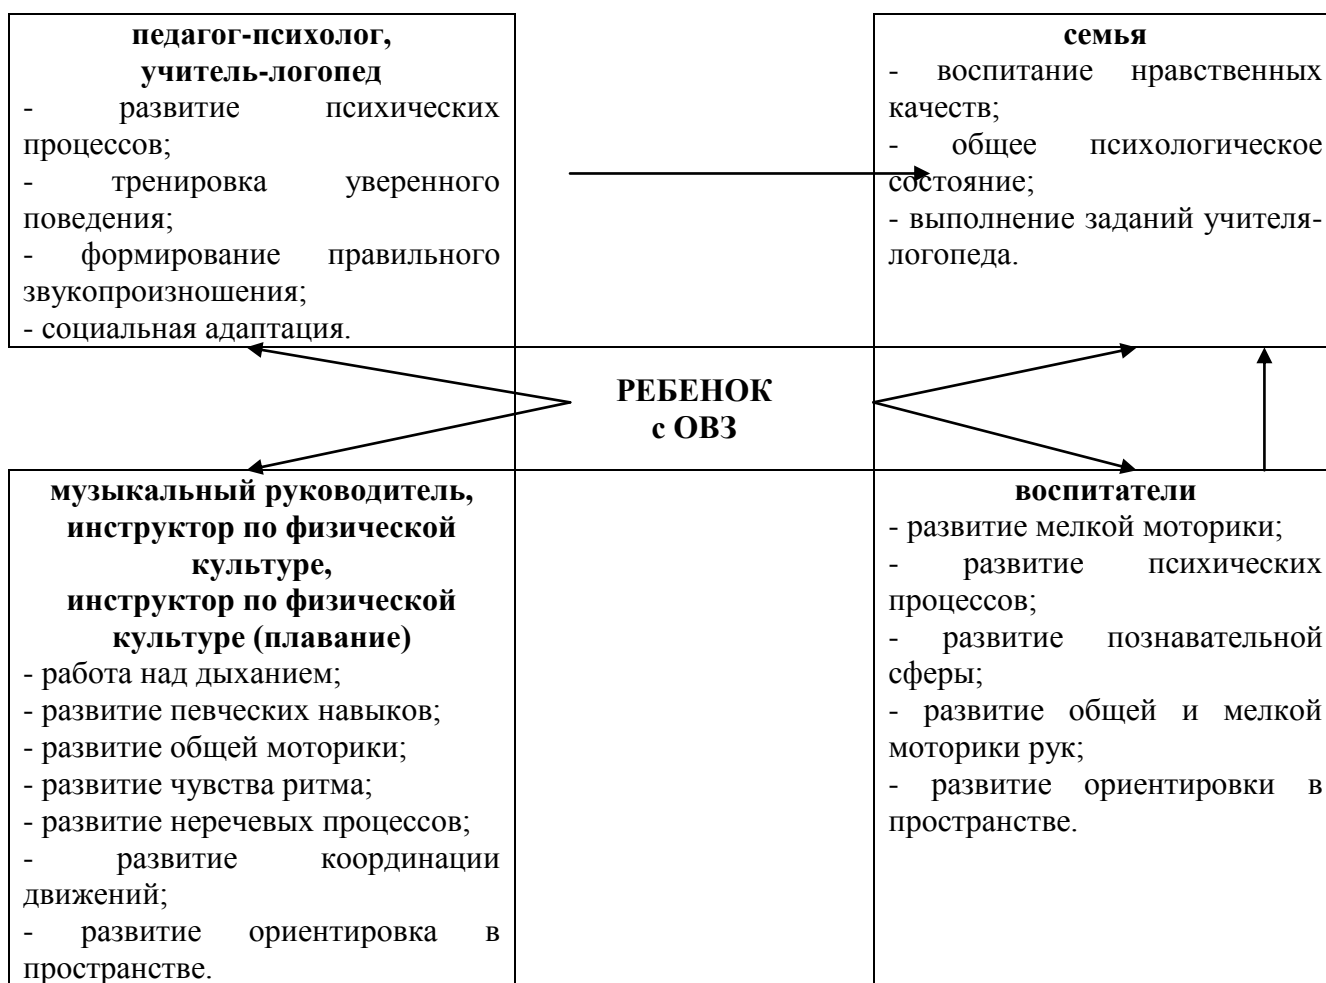 педагог-психолог,
учитель-логопед
- развитие психических
процессов;
- тренировка уверенного
поведения;
- формирование правильного
звукопроизношения;
- социальная адаптация.
семья
- воспитание нравственных
качеств;
- общее психологическое
состояние;
- выполнение заданий учителя-
логопеда.
РЕБЕНОК
с ОВЗ
музыкальный руководитель,
инструктор по физической
культуре,
инструктор по физической
культуре (плавание)
- работа над дыханием;
- развитие певческих навыков;
- развитие общей моторики;
- развитие чувства ритма;
- развитие неречевых процессов;
- развитие координации
движений;
- развитие ориентировка в
пространстве.
воспитатели
- развитие мелкой моторики;
- развитие психических
процессов;
- развитие познавательной
сферы;
- развитие общей и мелкой
моторики рук;
- развитие ориентировки в
пространстве.